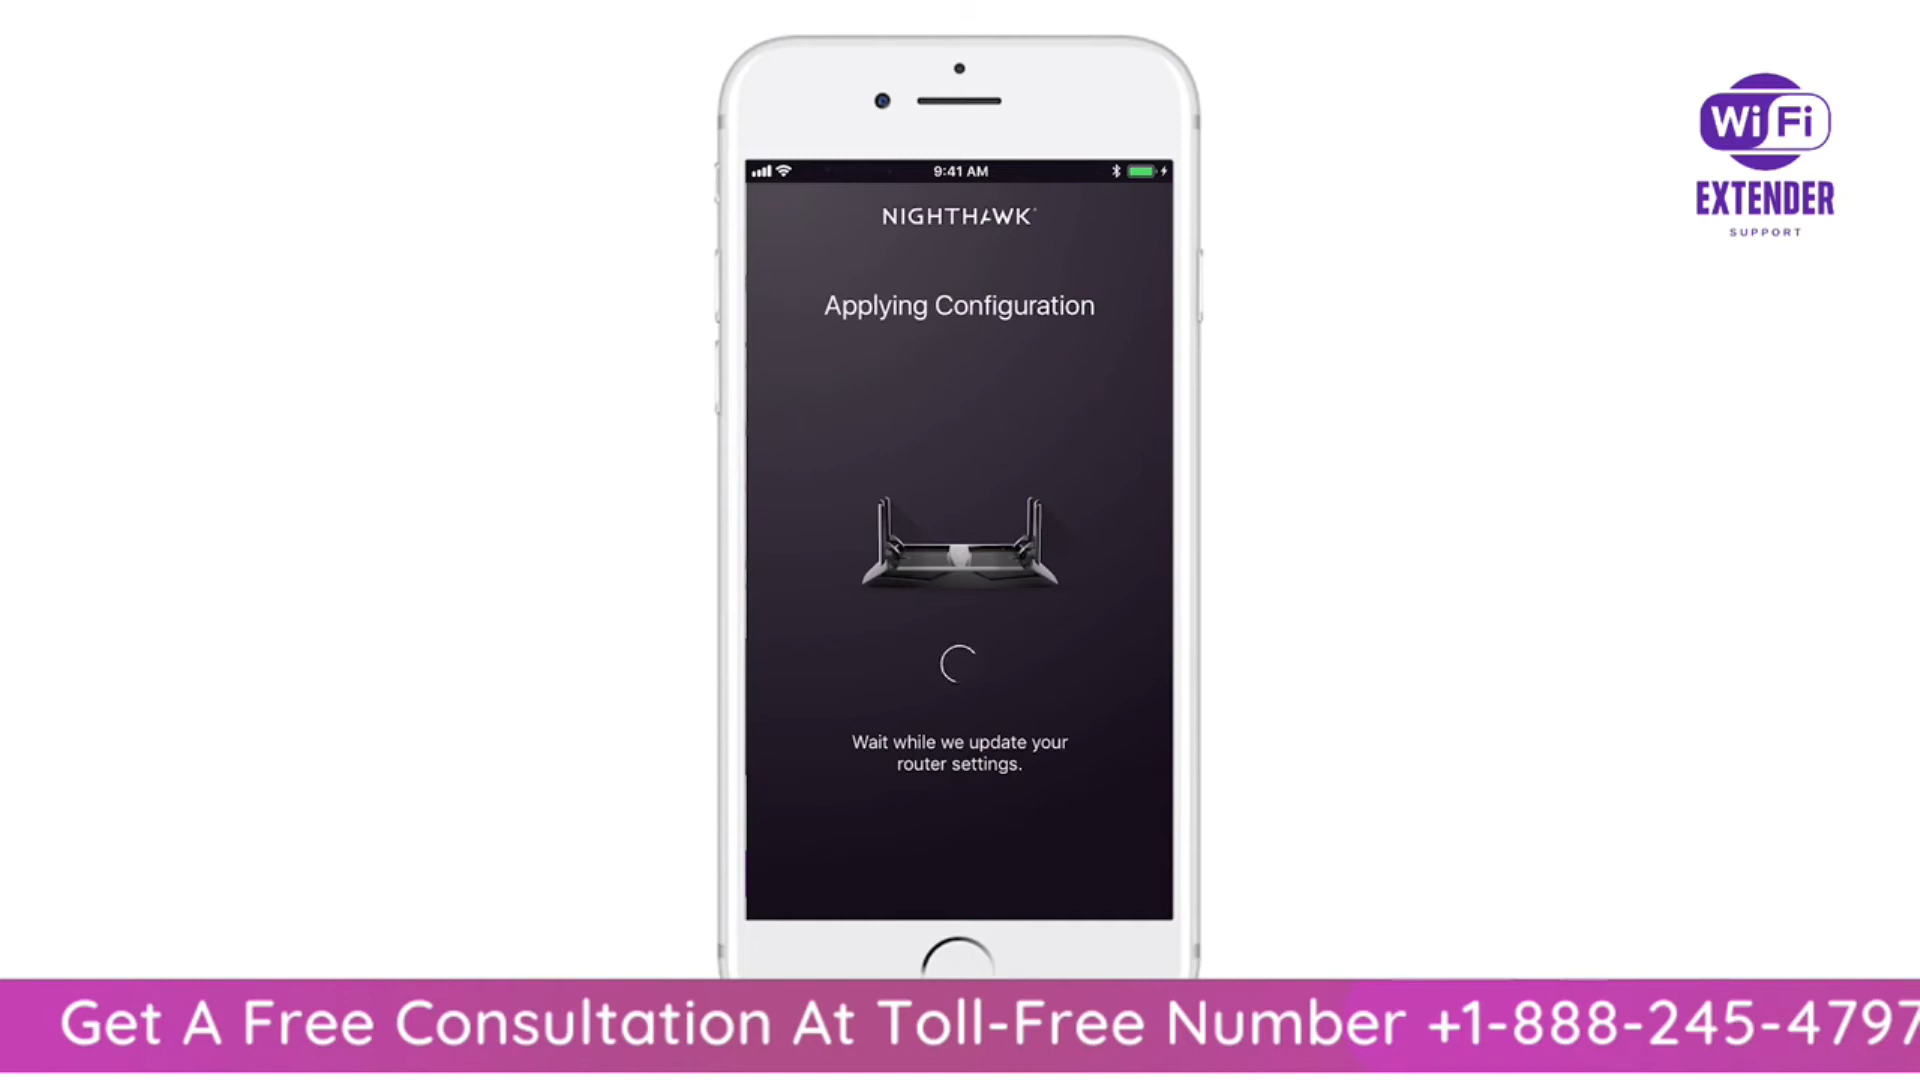 9:41 AM
NIGHTHAWK
Applying Configuration
Wait while we update your
router settings.
WiFi
EXTENDER
SUPPORT
Get A Free Consultation At Toll-Free Number +1-888-245-4797